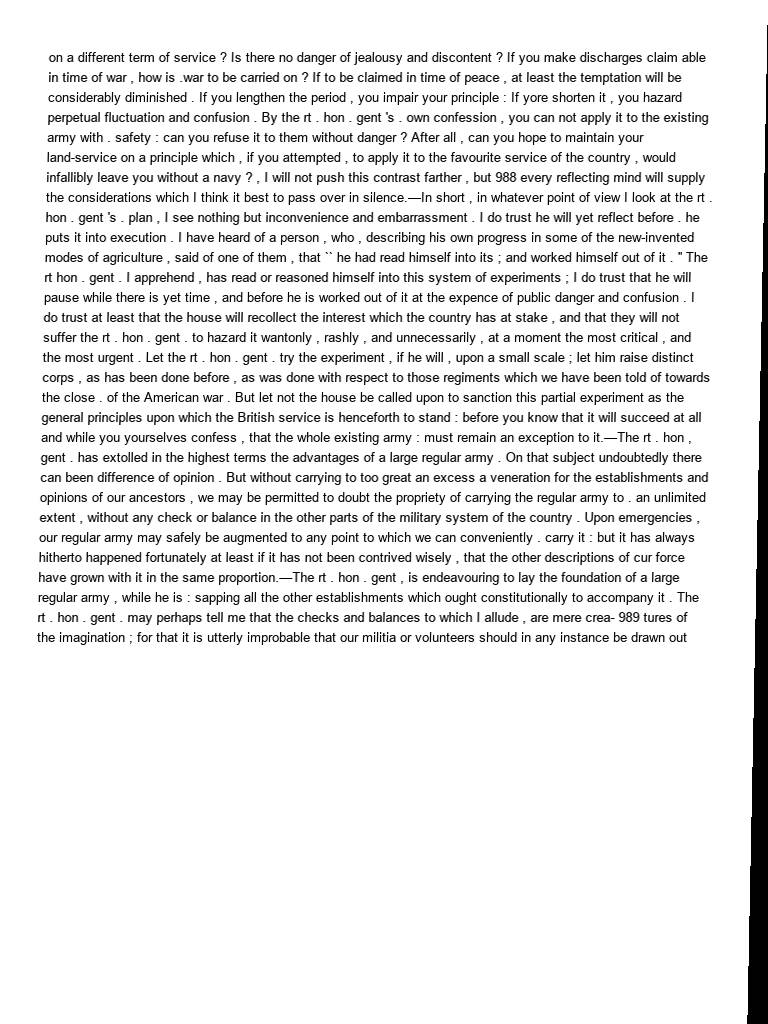 on a different term of service ? Is there no danger of jealousy and discontent ? If you make discharges claim able
in time of war , how is .war to be carried on ? If to be claimed in time of peace , at least the temptation will be
considerably diminished . If you lengthen the period , you impair your principle : If yore shorten it , you hazard
perpetual fluctuation and confusion . By the rt . hon . gent 's . own confession , you can not apply it to the existing
army with . safety : can you refuse it to them without danger ? After all , can you hope to maintain your
land-service on a principle which , if you attempted , to apply it to the favourite service of the country , would
infallibly leave you without a navy ? , I will not push this contrast farther , but 988 every reflecting mind will supply
the considerations which I think it best to pass over in silence.—In short , in whatever point of view I look at the rt .
hon . gent 's . plan , I see nothing but inconvenience and embarrassment . I do trust he will yet reflect before . he
puts it into execution . I have heard of a person , who , describing his own progress in some of the new-invented
modes of agriculture , said of one of them , that `` he had read himself into its ; and worked himself out of it . " The
rt hon . gent . I apprehend , has read or reasoned himself into this system of experiments ; I do trust that he will
pause while there is yet time , and before he is worked out of it at the expence of public danger and confusion . I
do trust at least that the house will recollect the interest which the country has at stake , and that they will not
suffer the rt . hon . gent . to hazard it wantonly , rashly , and unnecessarily , at a moment the most critical , and
the most urgent . Let the rt . hon . gent . try the experiment , if he will , upon a small scale ; let him raise distinct
corps , as has been done before , as was done with respect to those regiments which we have been told of towards
the close . of the American war . But let not the house be called upon to sanction this partial experiment as the
general principles upon which the British service is henceforth to stand : before you know that it will succeed at all
and while you yourselves confess , that the whole existing army : must remain an exception to it.—The rt . hon ,
gent . has extolled in the highest terms the advantages of a large regular army . On that subject undoubtedly there
can been difference of opinion . But without carrying to too great an excess a veneration for the establishments and
opinions of our ancestors , we may be permitted to doubt the propriety of carrying the regular army to . an unlimited
extent , without any check or balance in the other parts of the military system of the country . Upon emergencies ,
our regular army may safely be augmented to any point to which we can conveniently . carry it : but it has always
hitherto happened fortunately at least if it has not been contrived wisely , that the other descriptions of cur force
have grown with it in the same proportion.—The rt . hon . gent , is endeavouring to lay the foundation of a large
regular army , while he is : sapping all the other establishments which ought constitutionally to accompany it . The
rt . hon . gent . may perhaps tell me that the checks and balances to which I allude , are mere crea- 989 tures of
the imagination ; for that it is utterly improbable that our militia or volunteers should in any instance be drawn out